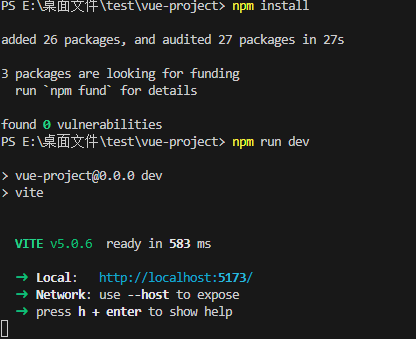 PS E:\桌面文件\test\vue-project> npm install
added 26 packages, and audited 27 packages in 27s
3 packages are looking for funding
run `npm fund` for details
found 0 vulnerabilities
PS E:\桌面文件\test\vue-project> npm run dev
> vue-project@0.0.0 dev
> vite
VITE v5.0.6 ready in 583 ms
➜ Local: http://localhost:5173/
➜ Network: use --host to expose
➜ press h + enter to show help